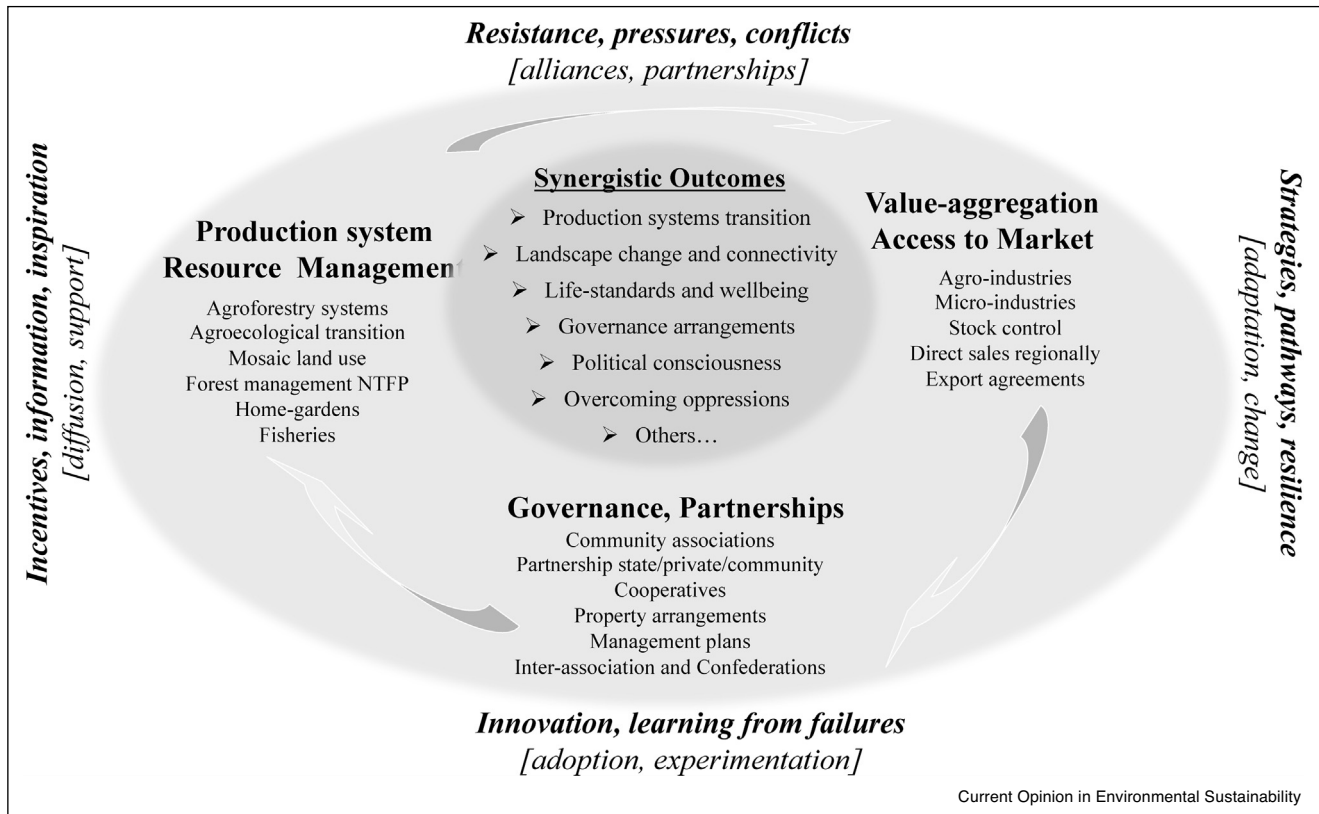 Resistance, pressures, conflicts
[alliances, partnerships]
Incentives, information, inspiration
[diffusion, support]
Production system
Resource Management
Agroforestry systems
Agroecological transition
Mosaic land use
Forest management NTFP
Home-gardens
Fisheries
Synergistic Outcomes
➢ Production systems transition
➢ Landscape change and connectivity
➢ Life-standards and wellbeing
➢ Governance arrangements
➢ Political consciousness
➢ Overcoming oppressions
➢ Others…
Value-aggregation
Access to Market
Agro-industries
Micro-industries
Stock control
Direct sales regionally
Export agreements
Strategies, pathways, resilience
[adaptation, change]
Governance, Partnerships
Community associations
Partnership state/private/community
Cooperatives
Property arrangements
Management plans
Inter-association and Confederations
Innovation, learning from failures
[adoption, experimentation]
Current Opinion in Environmental Sustainability